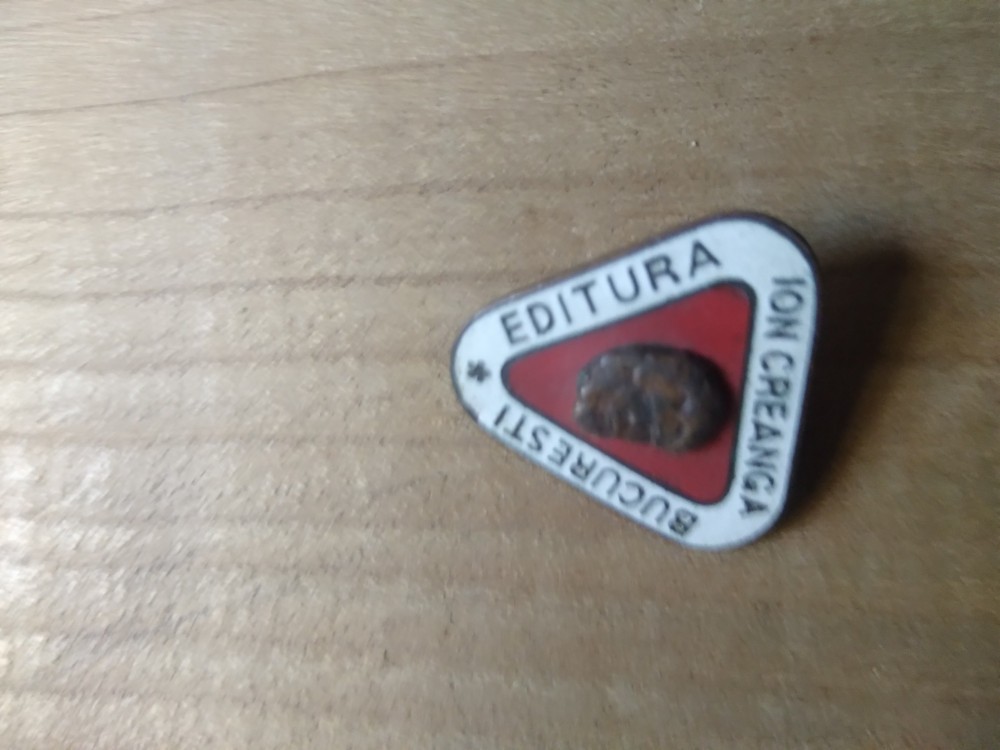 EDITURA
ION CREANGA
BUCURESTI
*